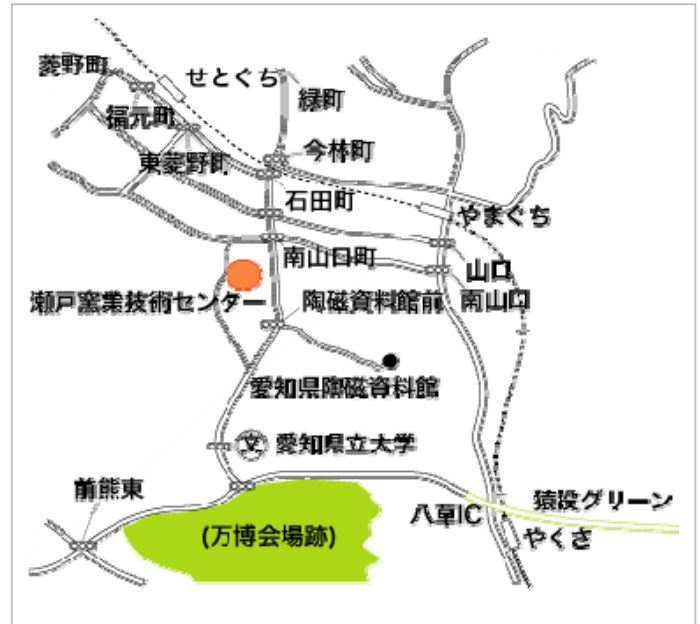 菱野町
せとぐち
緑町
福元町
東菱野町
今林町
石田町
やまぐち
南山口町
山口
瀬戸窯業技術センター
陶磁資料館前
南山口
愛知県陶磁資料館
文
愛知県立大学
前熊東
八草IC
猿投グリーン
(万博会場跡)
やくさ